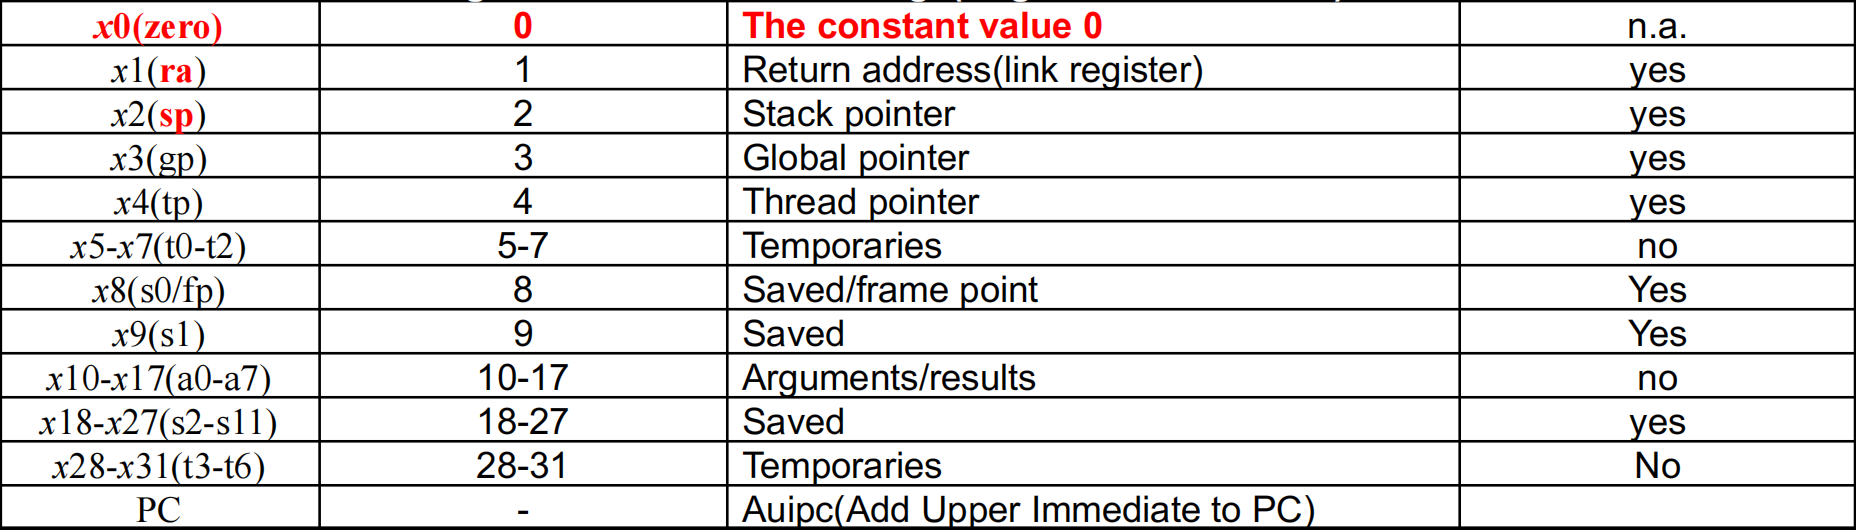 x0(zero) 0 The constant value 0 n.a.
x1(ra) 1 Return address(link register) yes
x2(sp) 2 Stack pointer yes
x3(gp) 3 Global pointer yes
x4(tp) 4 Thread pointer yes
x5-x7(t0-t2) 5-7 Temporaries no
x8(s0/fp) 8 Saved/frame point Yes
x9(s1) 9 Saved Yes
x10-x17(a0-a7) 10-17 Arguments/results no
x18-x27(s2-s11) 18-27 Saved yes
x28-x31(t3-t6) 28-31 Temporaries No
PC - Auipc(Add Upper Immediate to PC)